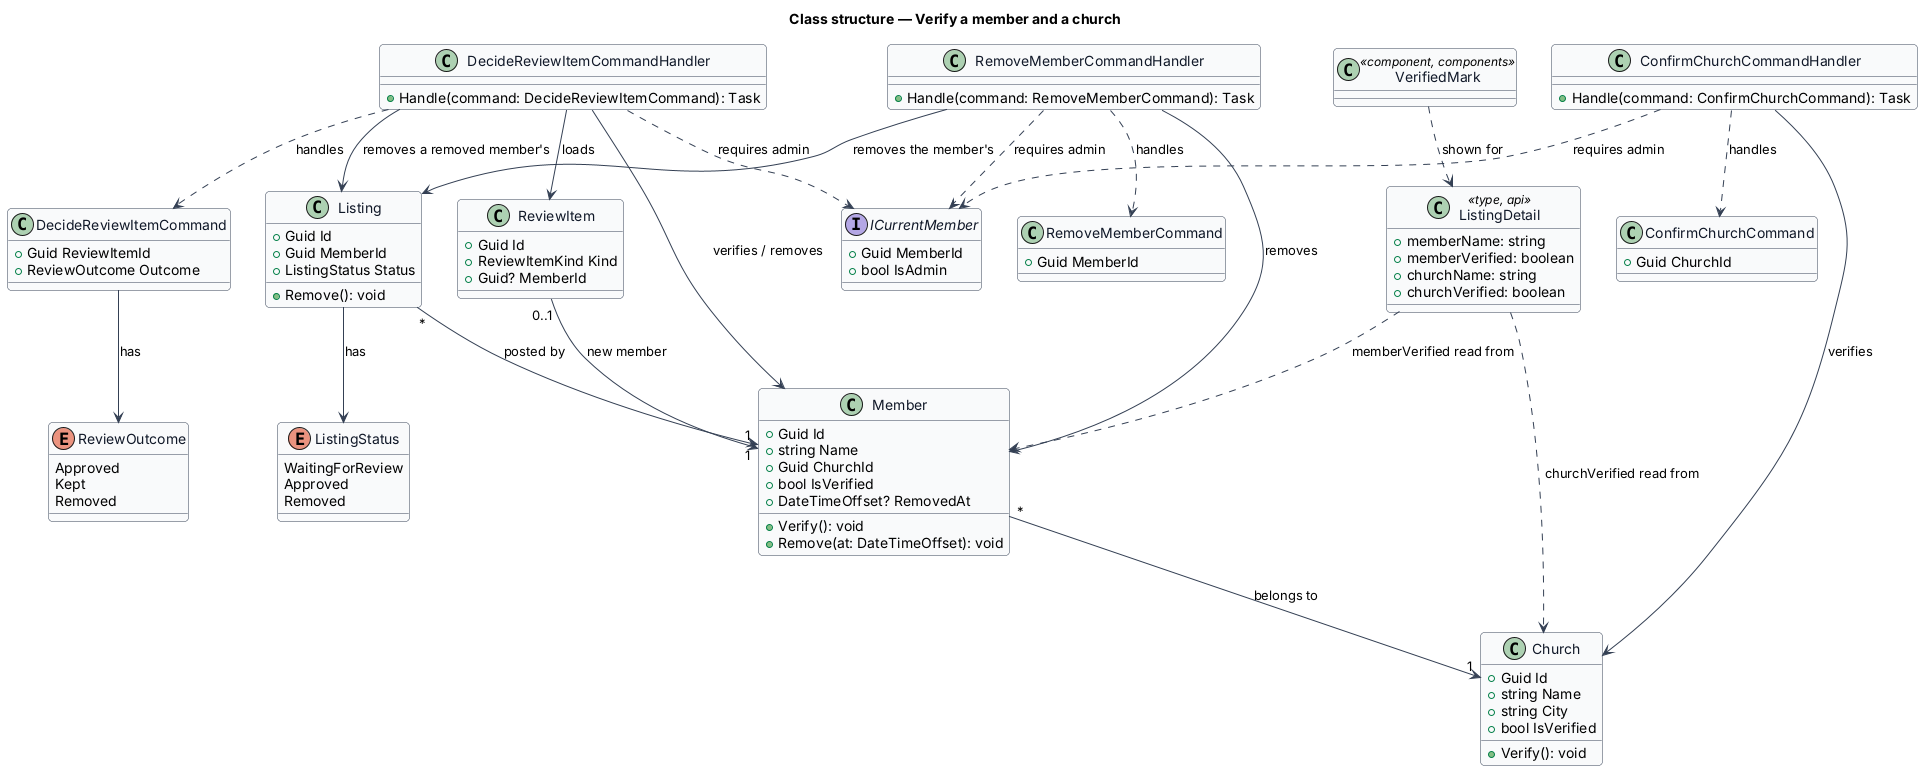 Class structure — Verify a member and a church
C DecideReviewItemCommandHandler
Handle(command: DecideReviewItemCommand): Task
C RemoveMemberCommandHandler
Handle(command: RemoveMemberCommand): Task
C «component, components»
VerifiedMark
C ConfirmChurchCommandHandler
Handle(command: ConfirmChurchCommand): Task
handles
removes a removed member's
loads
requires admin
removes the member's
requires admin
handles
shown for
requires admin
handles
C DecideReviewItemCommand
Guid ReviewItemId
ReviewOutcome Outcome
C Listing
Guid Id
Guid MemberId
ListingStatus Status
Remove(): void
C ReviewItem
Guid Id
ReviewItemKind Kind
Guid? MemberId
verifies / removes
I ICurrentMember
Guid MemberId
bool IsAdmin
C RemoveMemberCommand
Guid MemberId
removes
C «type, api»
ListingDetail
memberName: string
memberVerified: boolean
churchName: string
churchVerified: boolean
C ConfirmChurchCommand
Guid ChurchId
*
0..1
has
has
posted by
new member
memberVerified read from
verifies
E ReviewOutcome
Approved
Kept
Removed
E ListingStatus
WaitingForReview
Approved
Removed
1
1
C Member
Guid Id
string Name
Guid ChurchId
bool IsVerified
DateTimeOffset? RemovedAt
Verify(): void
Remove(at: DateTimeOffset): void
*
churchVerified read from
belongs to
1
C Church
Guid Id
string Name
string City
bool IsVerified
Verify(): void